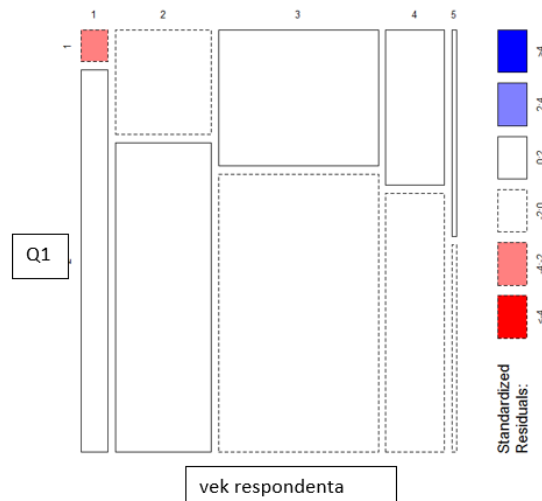 1 2 3 4 5
1
Q1
>4
2:4
0:2
-2:0
-4:-2
<-4
Standardized
Residuals:
vek respondenta